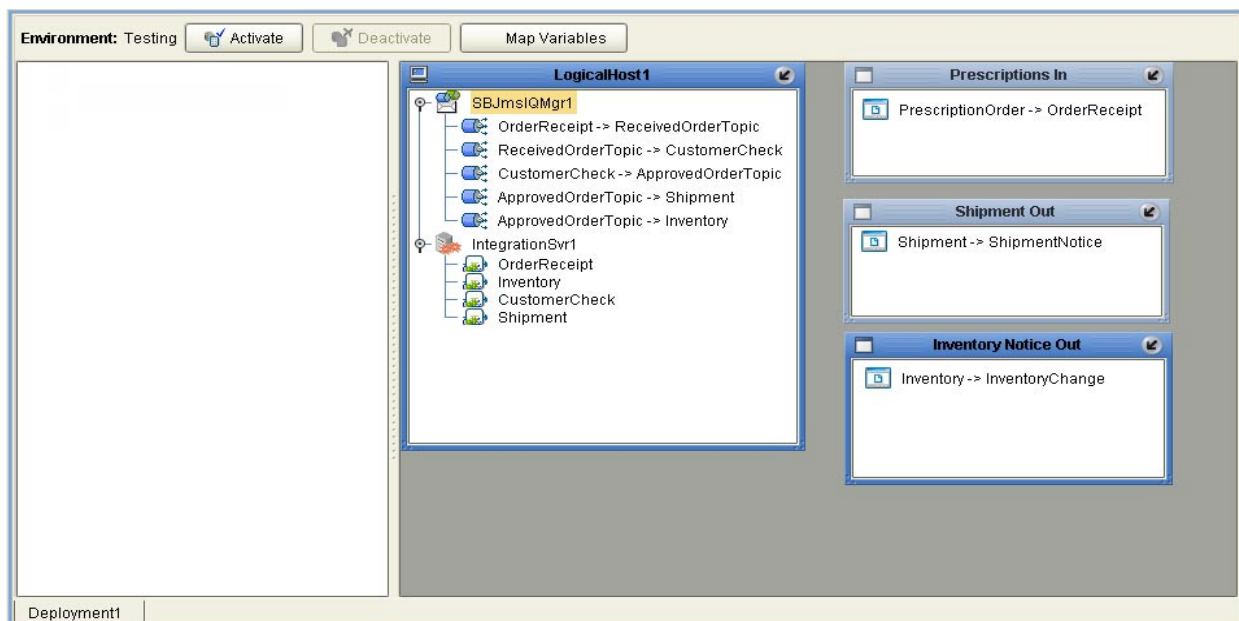 Environment: Testing Activate Deactivate Map Variables
LogicalHost1
SBJmsIQMgr1
OrderReceipt -> ReceivedOrderTopic
ReceivedOrderTopic -> CustomerCheck
CustomerCheck -> ApprovedOrderTopic
ApprovedOrderTopic -> Shipment
ApprovedOrderTopic -> Inventory
IntegrationSvr1
OrderReceipt
Inventory
CustomerCheck
Shipment
Prescriptions In
PrescriptionOrder -> OrderReceipt
Shipment Out
Shipment -> ShipmentNotice
Inventory Notice Out
Inventory -> InventoryChange
Deployment1